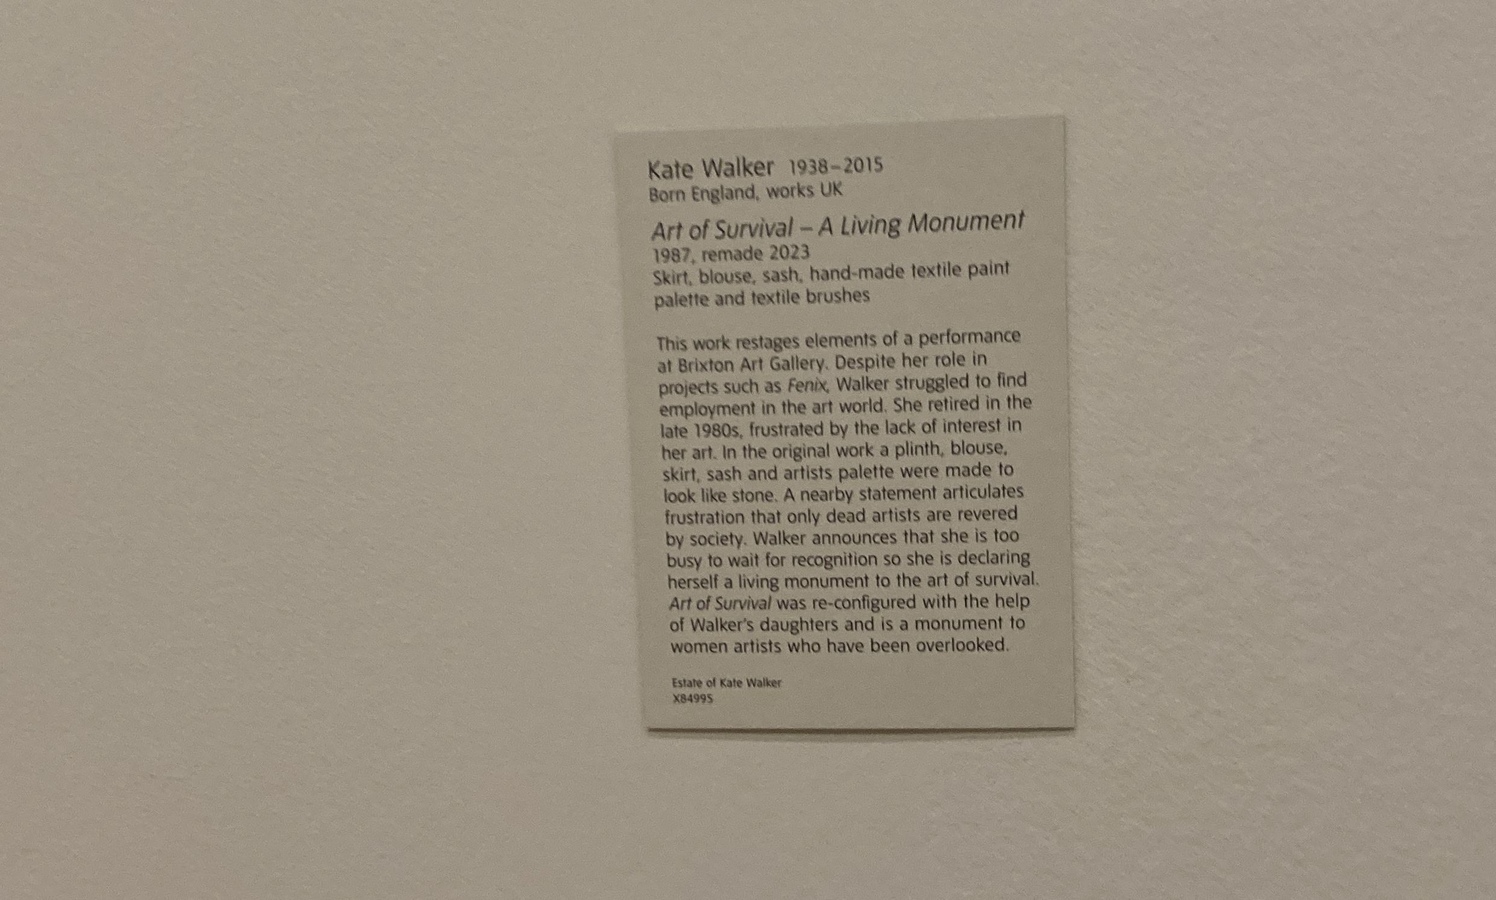 Kate Walker 1938–2015
Born England, works UK
Art of Survival – A Living Monument
1987, remade 2023
Skirt, blouse, sash, hand-made textile paint
palette and textile brushes
This work restages elements of a performance
at Brixton Art Gallery. Despite her role in
projects such as Fenix, Walker struggled to find
employment in the art world. She retired in the
late 1980s, frustrated by the lack of interest in
her art. In the original work a plinth, blouse,
skirt, sash and artists palette were made to
look like stone. A nearby statement articulates
frustration that only dead artists are revered
by society. Walker announces that she is too
busy to wait for recognition so she is declaring
herself a living monument to the art of survival.
Art of Survival was re-configured with the help
of Walker's daughters and is a monument to
women artists who have been overlooked.
Estate of Kate Walker
X84995